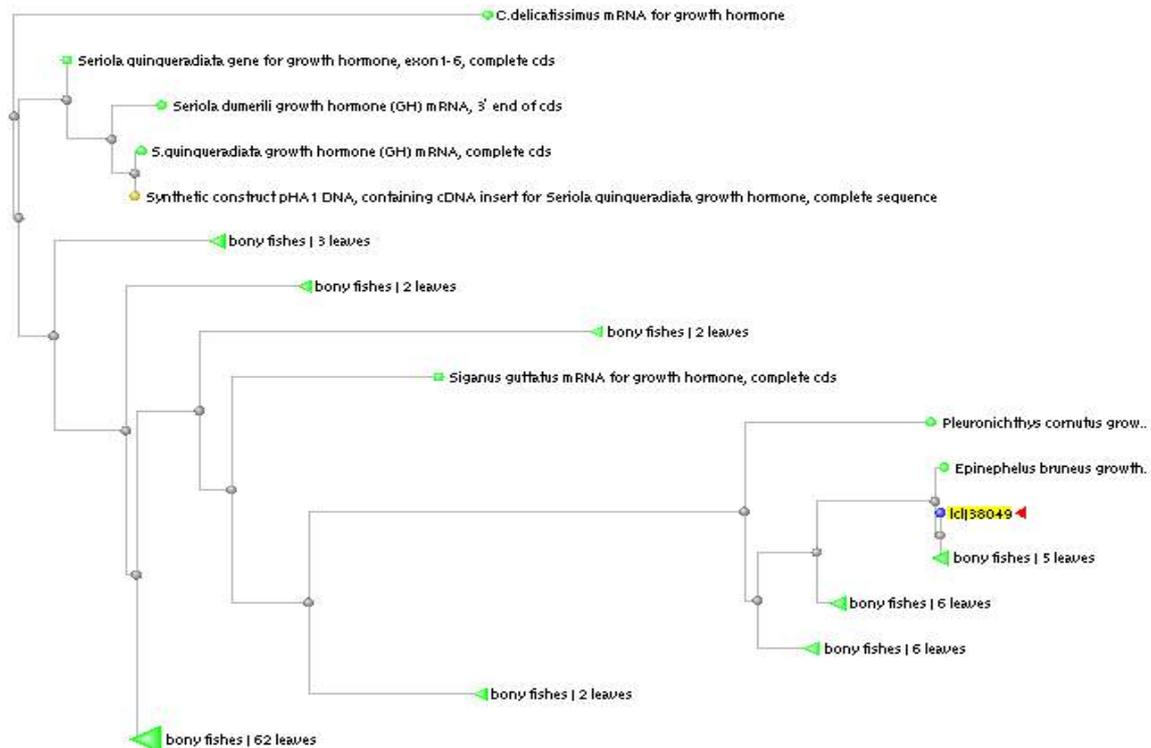 C.delicatissimus mRNA for growth hormone
Seriola quinqueradiata gene for growth hormone, exon1-6, complete cds
Seriola dumerili growth hormone (GH) mRNA, 3' end of cds
S.quinqueradiata growth hormone (GH) mRNA, complete cds
Synthetic construct pHA1 DNA, containing cDNA insert for Seriola quinqueradiata growth hormone, complete sequence
bony fishes | 3 leaves
bony fishes | 2 leaves
bony fishes | 2 leaves
Siganus guttatus mRNA for growth hormone, complete cds
Pleuronichthys cornutus grow..
Epinephelus bruneus growth.
lcl|38049
bony fishes | 5 leaves
bony fishes | 6 leaves
bony fishes | 6 leaves
bony fishes | 2 leaves
bony fishes | 62 leaves